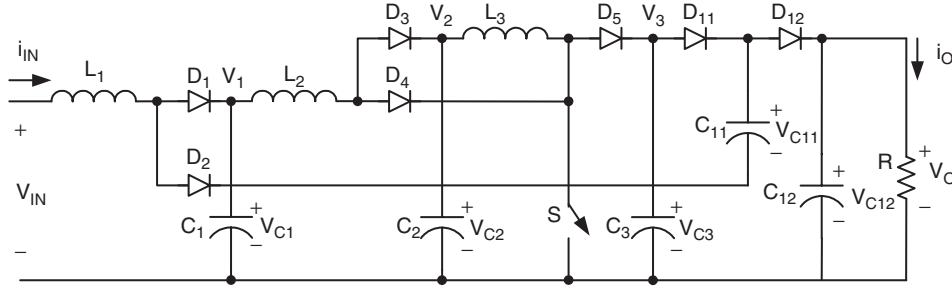 i_IN
L_1
D_1
V_1
L_2
D_3
V_2
L_3
D_4
D_5
V_3
D_11
D_12
i_O
+
V_IN
–
D_2
C_1
+
V_C1
–
C_2
+
V_C2
–
S
C_3
+
V_C3
–
C_11
+
V_C11
–
C_12
+
V_C12
–
R
+
V_O
–